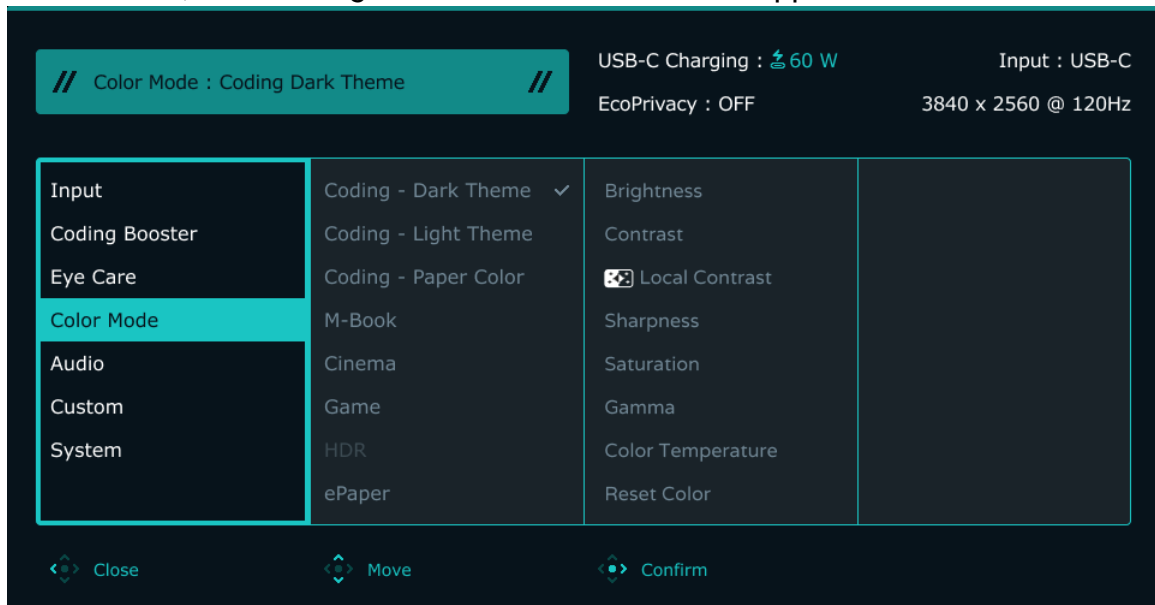 // Color Mode : Coding Dark Theme //
USB-C Charging : 60 W
Input : USB-C
EcoPrivacy : OFF
3840 x 2560 @ 120Hz
Input
Coding Booster
Eye Care
Color Mode
Audio
Custom
System
Coding - Dark Theme
Coding - Light Theme
Coding - Paper Color
M-Book
Cinema
Game
HDR
ePaper
Brightness
Contrast
Local Contrast
Sharpness
Saturation
Gamma
Color Temperature
Reset Color
Close
Move
Confirm